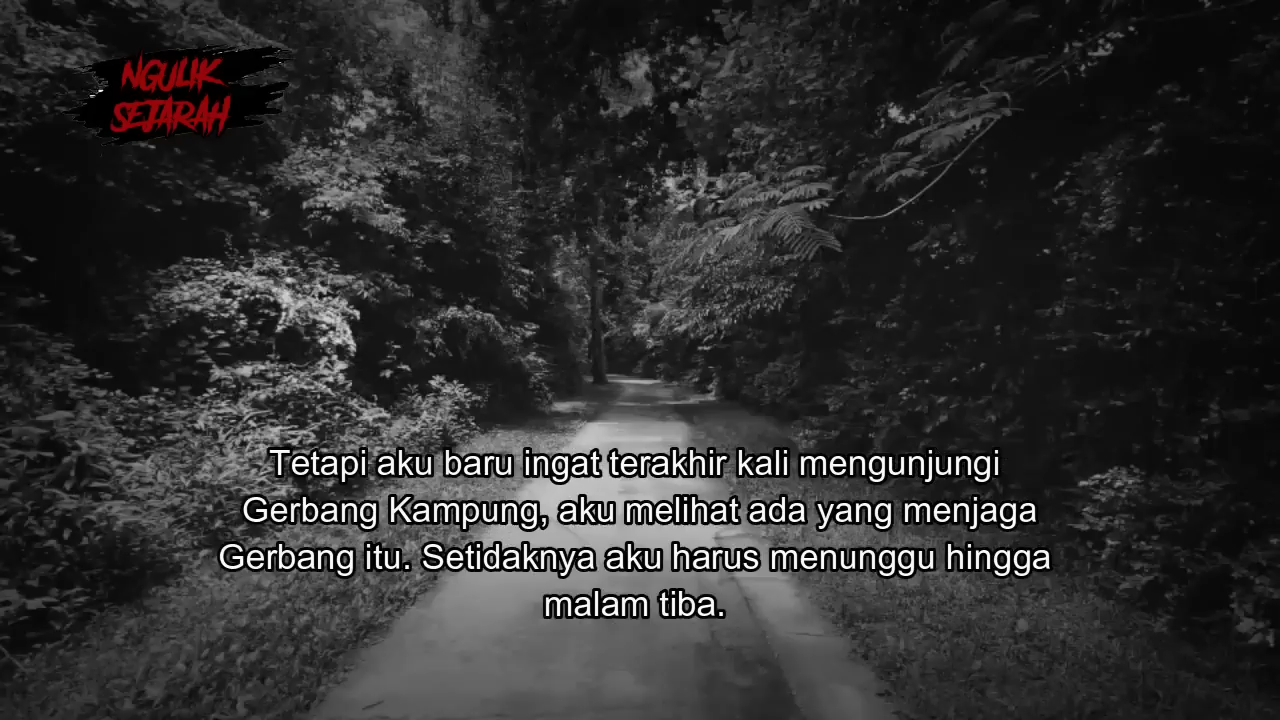 NGULIK
SEJARAH
Tetapi aku baru ingat terakhir kali mengunjungi
Gerbang Kampung, aku melihat ada yang menjaga
Gerbang itu. Setidaknya aku harus menunggu hingga
malam tiba.